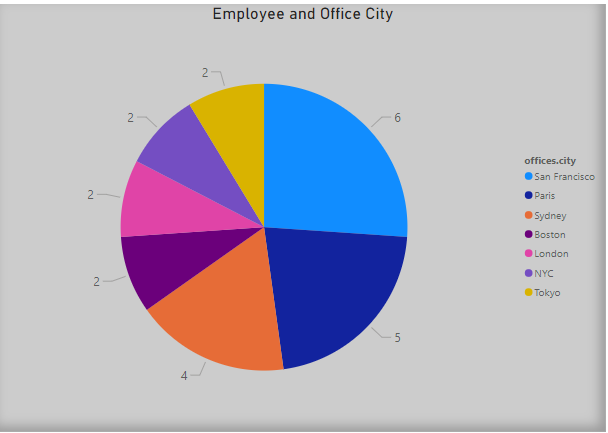 Employee and Office City
2
6
2
2
2
5
4
offices.city
San Francisco
Paris
Sydney
Boston
London
NYC
Tokyo